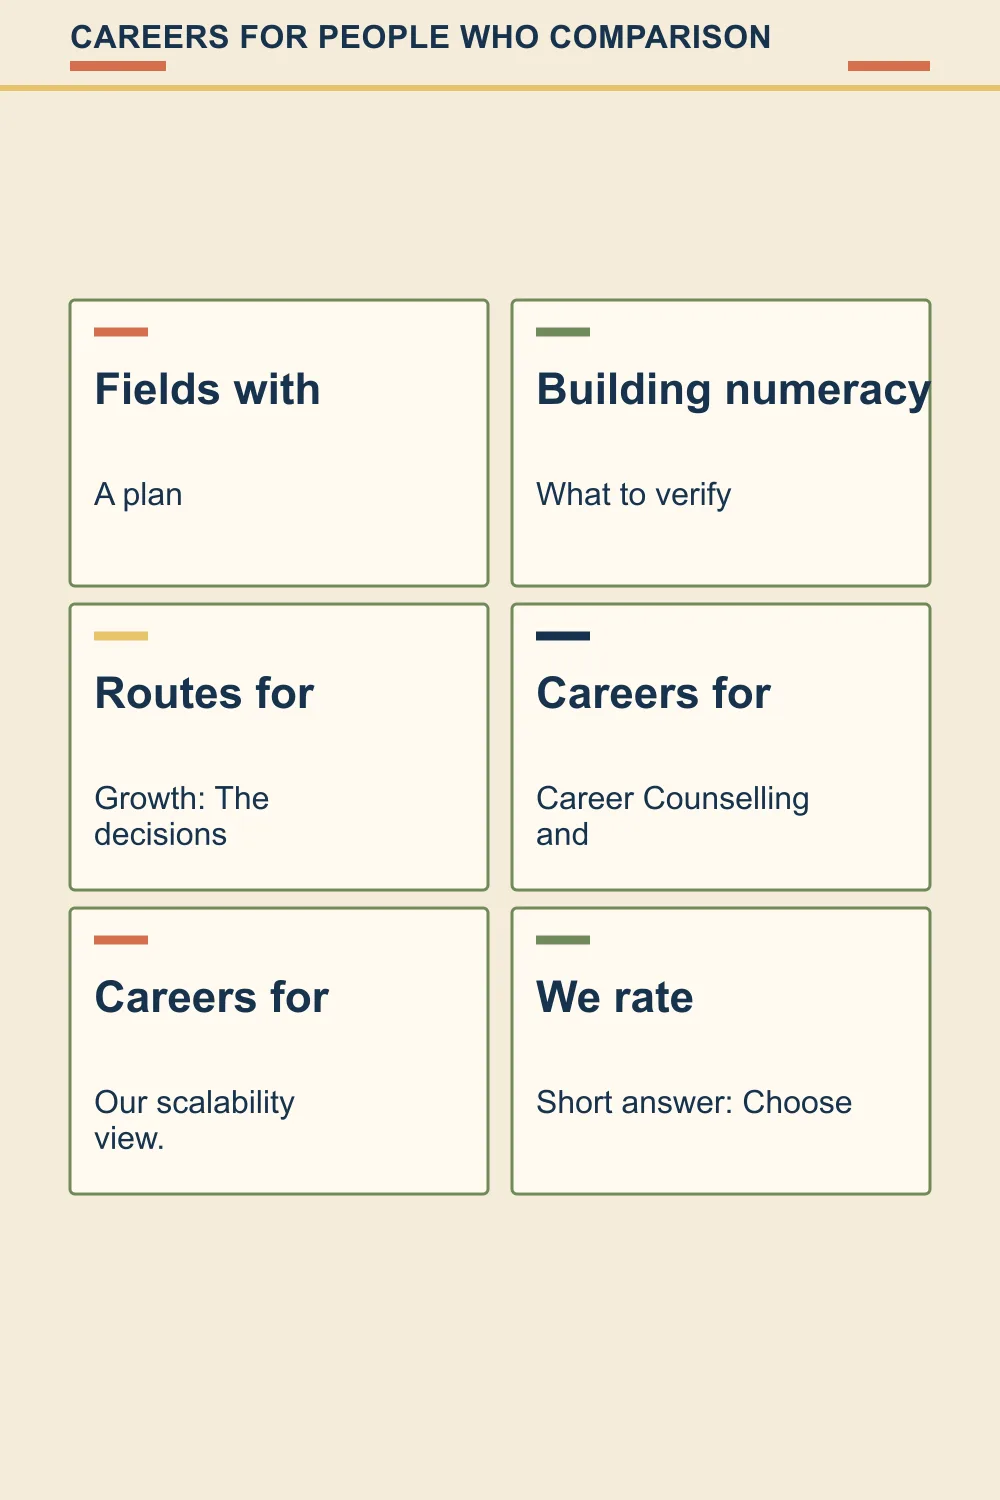 CAREERS FOR PEOPLE WHO COMPARISON
Fields with
A plan
Building numeracy
What to verify
Routes for
Growth: The
decisions
Careers for
Career Counselling
and
Careers for
Our scalability
view.
We rate
Short answer: Choose